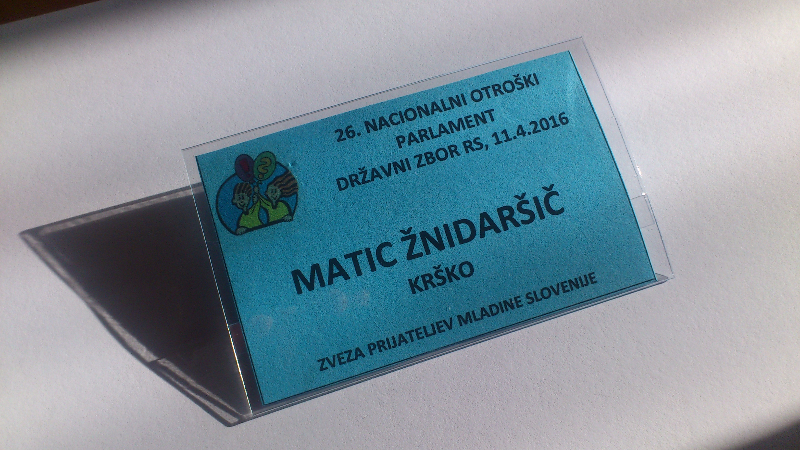 26. NACIONALNI OTROŠKI
PARLAMENT
DRŽAVNI ZBOR RS, 11.4.2016
MATIC ŽNIDARŠIČ
KRŠKO
ZVEZA PRIJATELJEV MLADINE SLOVENIJE